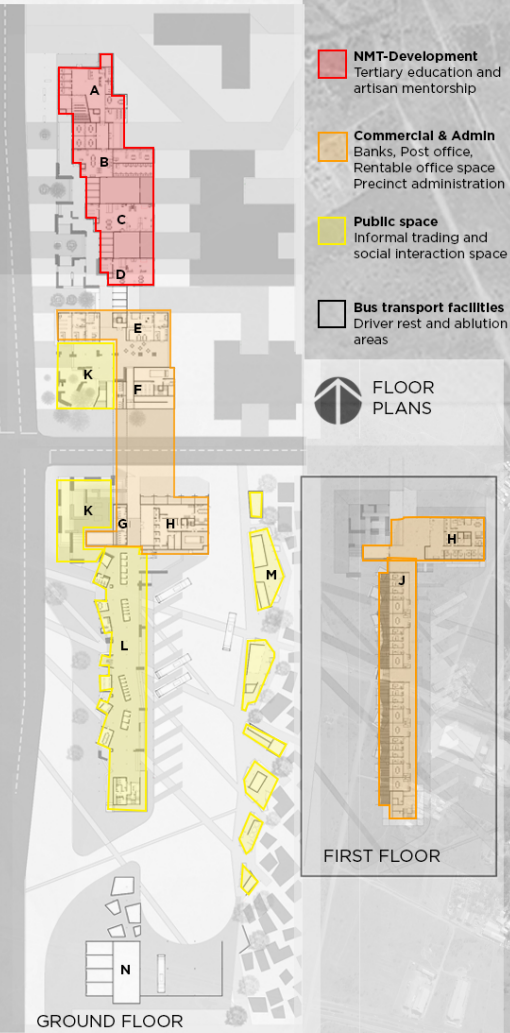 NMT-Development
Tertiary education and
artisan mentorship
Commercial & Admin
Banks, Post office,
Rentable office space
Precinct administration
Public space
Informal trading and
social interaction space
Bus transport facilities
Driver rest and ablution
areas
FLOOR
PLANS
A
B
C
D
E
K
F
K
G
H
M
L
N
GROUND FLOOR
H
J
FIRST FLOOR